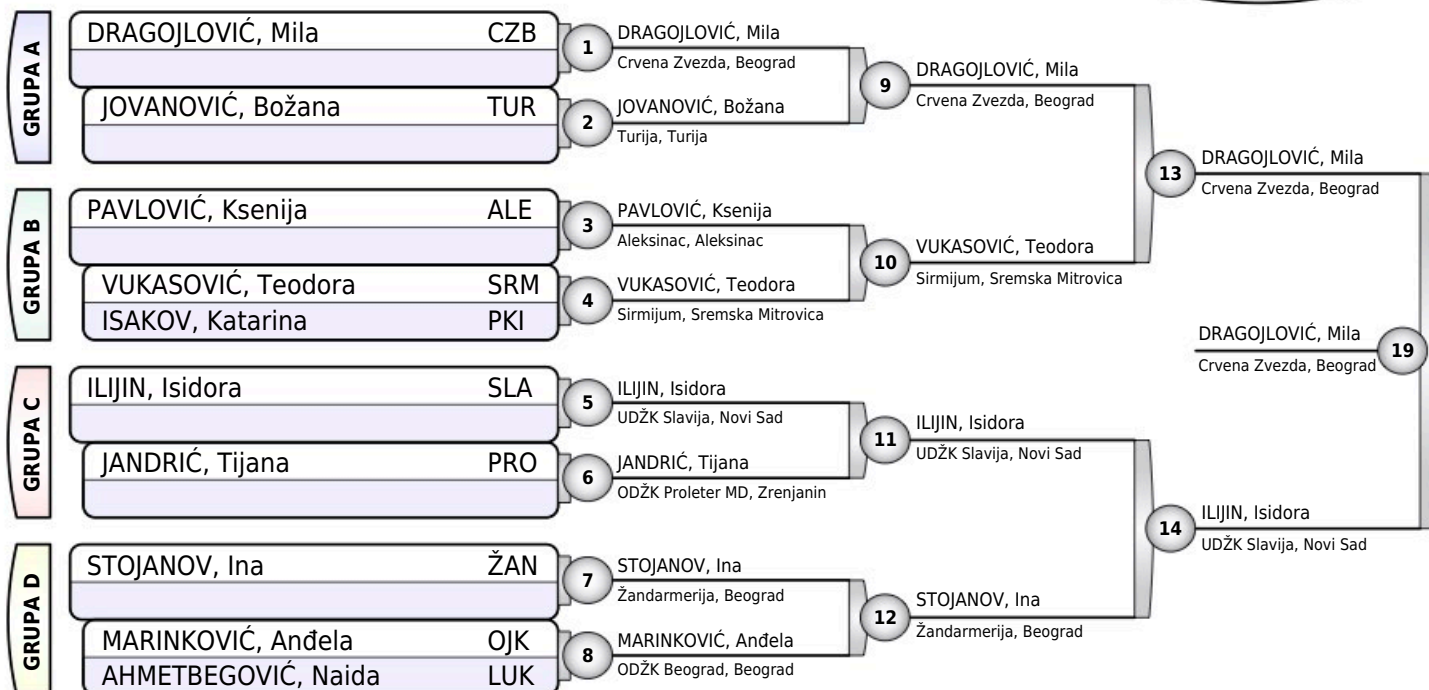 GRUPA A
DRAGOJLOVIĆ, Mila CZB
JOVANOVIĆ, Božana TUR
1
DRAGOJLOVIĆ, Mila
Crvena Zvezda, Beograd
2
JOVANOVIĆ, Božana
Turija, Turija
9
DRAGOJLOVIĆ, Mila
Crvena Zvezda, Beograd
GRUPA B
PAVLOVIĆ, Ksenija ALE
VUKASOVIĆ, Teodora SRM
ISAKOV, Katarina PKI
3
PAVLOVIĆ, Ksenija
Aleksinac, Aleksinac
4
VUKASOVIĆ, Teodora
Sirmijum, Sremska Mitrovica
10
VUKASOVIĆ, Teodora
Sirmijum, Sremska Mitrovica
13
DRAGOJLOVIĆ, Mila
Crvena Zvezda, Beograd
GRUPA C
ILIJIN, Isidora SLA
JANDRIĆ, Tijana PRO
5
ILIJIN, Isidora
UDŽK Slavija, Novi Sad
6
JANDRIĆ, Tijana
ODŽK Proleter MD, Zrenjanin
11
ILIJIN, Isidora
UDŽK Slavija, Novi Sad
GRUPA D
STOJANOV, Ina ŽAN
MARINKOVIĆ, Anđela OJK
AHMETBEGOVIĆ, Naida LUK
7
STOJANOV, Ina
Žandarmerija, Beograd
8
MARINKOVIĆ, Anđela
ODŽK Beograd, Beograd
12
STOJANOV, Ina
Žandarmerija, Beograd
14
ILIJIN, Isidora
UDŽK Slavija, Novi Sad
DRAGOJLOVIĆ, Mila
Crvena Zvezda, Beograd
19